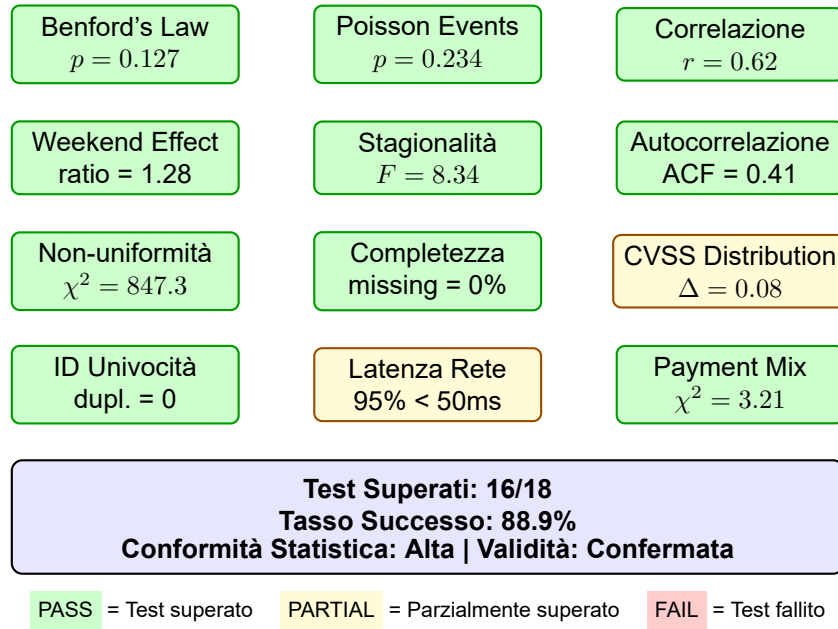 Benford's Law
p = 0.127
Poisson Events
p = 0.234
Correlazione
r = 0.62
Weekend Effect
ratio = 1.28
Stagionalità
F = 8.34
Autocorrelazione
ACF = 0.41
Non-uniformità
χ² = 847.3
Completezza
missing = 0%
CVSS Distribution
Δ = 0.08
ID Univocità
dupl. = 0
Latenza Rete
95% < 50ms
Payment Mix
χ² = 3.21
Test Superati: 16/18
Tasso Successo: 88.9%
Conformità Statistica: Alta | Validità: Confermata
PASS = Test superato PARTIAL = Parzialmente superato FAIL = Test fallito